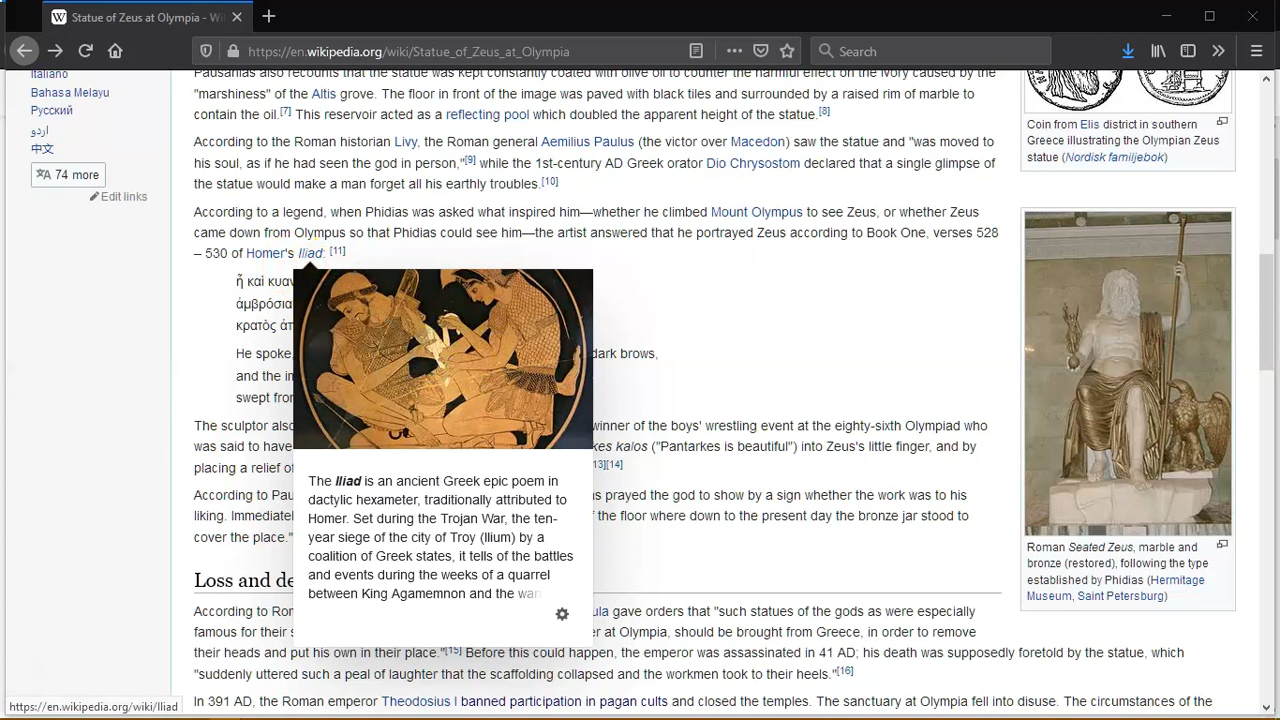 Statue of Zeus at Olympia - Wi
https://en.wikipedia.org/wiki/Statue_of_Zeus_at_Olympia
Search
Italiano
Bahasa Melayu
Русский
اردو
中文
74 more
Edit links
Pausanias also recounts that the statue was kept constantly coated with olive oil to counter the harmful effect on the ivory caused by the
"marshiness" of the Altis grove. The floor in front of the image was paved with black tiles and surrounded by a raised rim of marble to
contain the oil.[7] This reservoir acted as a reflecting pool which doubled the apparent height of the statue.[8]
According to the Roman historian Livy, the Roman general Aemilius Paulus (the victor over Macedon) saw the statue and "was moved to
his soul, as if he had seen the god in person,"[9] while the 1st-century AD Greek orator Dio Chrysostom declared that a single glimpse of
the statue would make a man forget all his earthly troubles.[10]
According to a legend, when Phidias was asked what inspired him—whether he climbed Mount Olympus to see Zeus, or whether Zeus
came down from Olympus so that Phidias could see him—the artist answered that he portrayed Zeus according to Book One, verses 528
– 530 of Homer's Iliad: [11]
ἦ καὶ κυαν
ἀμβρόσιαι
κρατὸς ἀπ
He spoke, dark brows,
and the im
swept from
The sculptor also winner of the boys' wrestling event at the eighty-sixth Olympiad who
was said to have kes kalos ("Pantarkes is beautiful") into Zeus's little finger, and by
placing a relief of 13][14]
According to Pau s prayed the god to show by a sign whether the work was to his
liking. Immediate f the floor where down to the present day the bronze jar stood to
cover the place."
Loss and de
According to Rom ula gave orders that "such statues of the gods as were especially
famous for their s r at Olympia, should be brought from Greece, in order to remove
their heads and put his own in their place."[15] Before this could happen, the emperor was assassinated in 41 AD; his death was supposedly foretold by the statue, which
"suddenly uttered such a peal of laughter that the scaffolding collapsed and the workmen took to their heels."[16]
In 391 AD, the Roman emperor Theodosius I banned participation in pagan cults and closed the temples. The sanctuary at Olympia fell into disuse. The circumstances of the
The Iliad is an ancient Greek epic poem in
dactylic hexameter, traditionally attributed to
Homer. Set during the Trojan War, the ten-
year siege of the city of Troy (Ilium) by a
coalition of Greek states, it tells of the battles
and events during the weeks of a quarrel
between King Agamemnon and the warr
Coin from Elis district in southern
Greece illustrating the Olympian Zeus
statue (Nordisk familjebok)
Roman Seated Zeus, marble and
bronze (restored), following the type
established by Phidias (Hermitage
Museum, Saint Petersburg)
https://en.wikipedia.org/wiki/Iliad